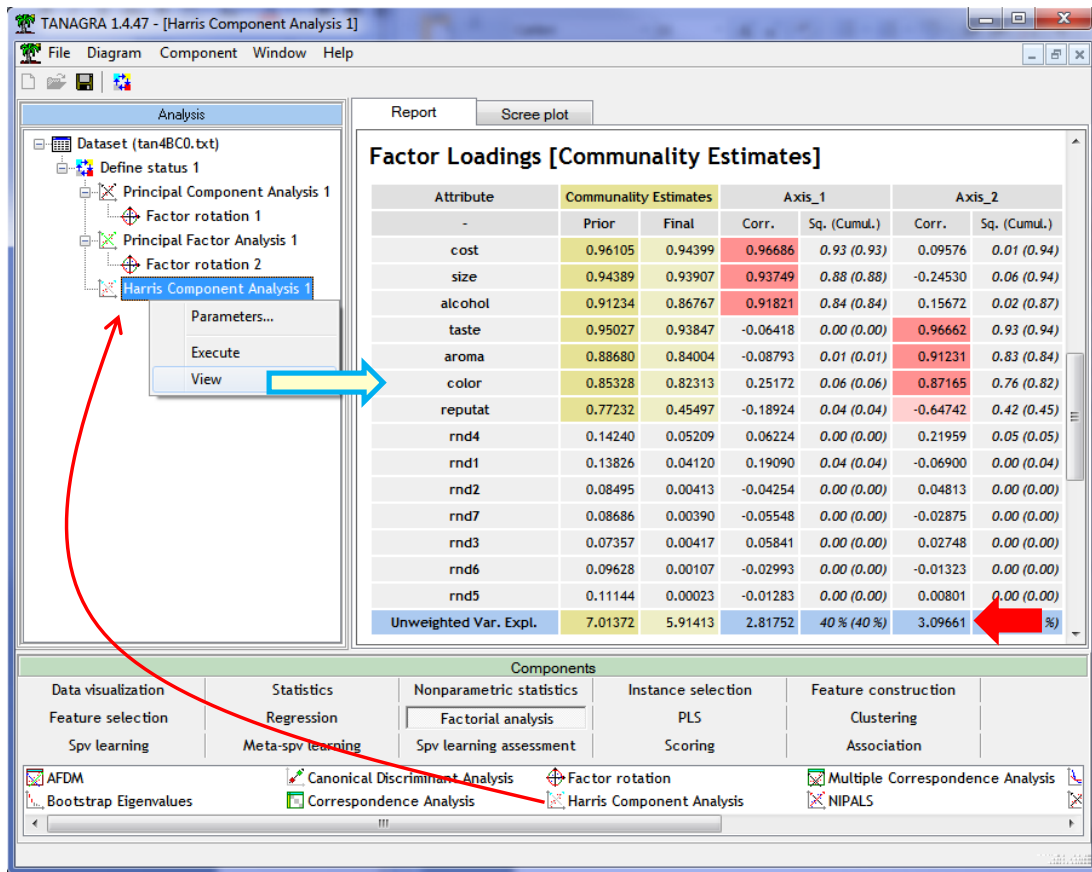 TANAGRA 1.4.47 - [Harris Component Analysis 1]
File Diagram Component Window Help
Analysis
Dataset (tan4BC0.txt)
Define status 1
Principal Component Analysis 1
Factor rotation 1
Principal Factor Analysis 1
Factor rotation 2
Harris Component Analysis 1
Parameters...
Execute
View
Report Scree plot
Factor Loadings [Communality Estimates]
Attribute Communality Estimates Axis_1 Axis_2
- Prior Final Corr. Sq. (Cumul.) Corr. Sq. (Cumul.)
cost 0.96105 0.94399 0.96686 0.93 (0.93) 0.09576 0.01 (0.94)
size 0.94389 0.93907 0.93749 0.88 (0.88) -0.24530 0.06 (0.94)
alcohol 0.91234 0.86767 0.91821 0.84 (0.84) 0.15672 0.02 (0.87)
taste 0.95027 0.93847 -0.06418 0.00 (0.00) 0.96662 0.93 (0.94)
aroma 0.88680 0.84004 -0.08793 0.01 (0.01) 0.91231 0.83 (0.84)
color 0.85328 0.82313 0.25172 0.06 (0.06) 0.87165 0.76 (0.82)
reputat 0.77232 0.45497 -0.18924 0.04 (0.04) -0.64742 0.42 (0.45)
rnd4 0.14240 0.05209 0.06224 0.00 (0.00) 0.21959 0.05 (0.05)
rnd1 0.13826 0.04120 0.19090 0.04 (0.04) -0.06900 0.00 (0.04)
rnd2 0.08495 0.00413 -0.04254 0.00 (0.00) 0.04813 0.00 (0.00)
rnd7 0.08686 0.00390 -0.05548 0.00 (0.00) -0.02875 0.00 (0.00)
rnd3 0.07357 0.00417 0.05841 0.00 (0.00) 0.02748 0.00 (0.00)
rnd6 0.09628 0.00107 -0.02993 0.00 (0.00) -0.01323 0.00 (0.00)
rnd5 0.11144 0.00023 -0.01283 0.00 (0.00) 0.00801 0.00 (0.00)
Unweighted Var. Expl. 7.01372 5.91413 2.81752 40 % (40 %) 3.09661 %)
Components
Data visualization Statistics Nonparametric statistics Instance selection Feature construction
Feature selection Regression Factorial analysis PLS Clustering
Spv learning Meta-spv learning Spv learning assessment Scoring Association
AFDM Canonical Discriminant Analysis Factor rotation Multiple Correspondence Analysis
Bootstrap Eigenvalues Correspondence Analysis Harris Component Analysis NIPALS